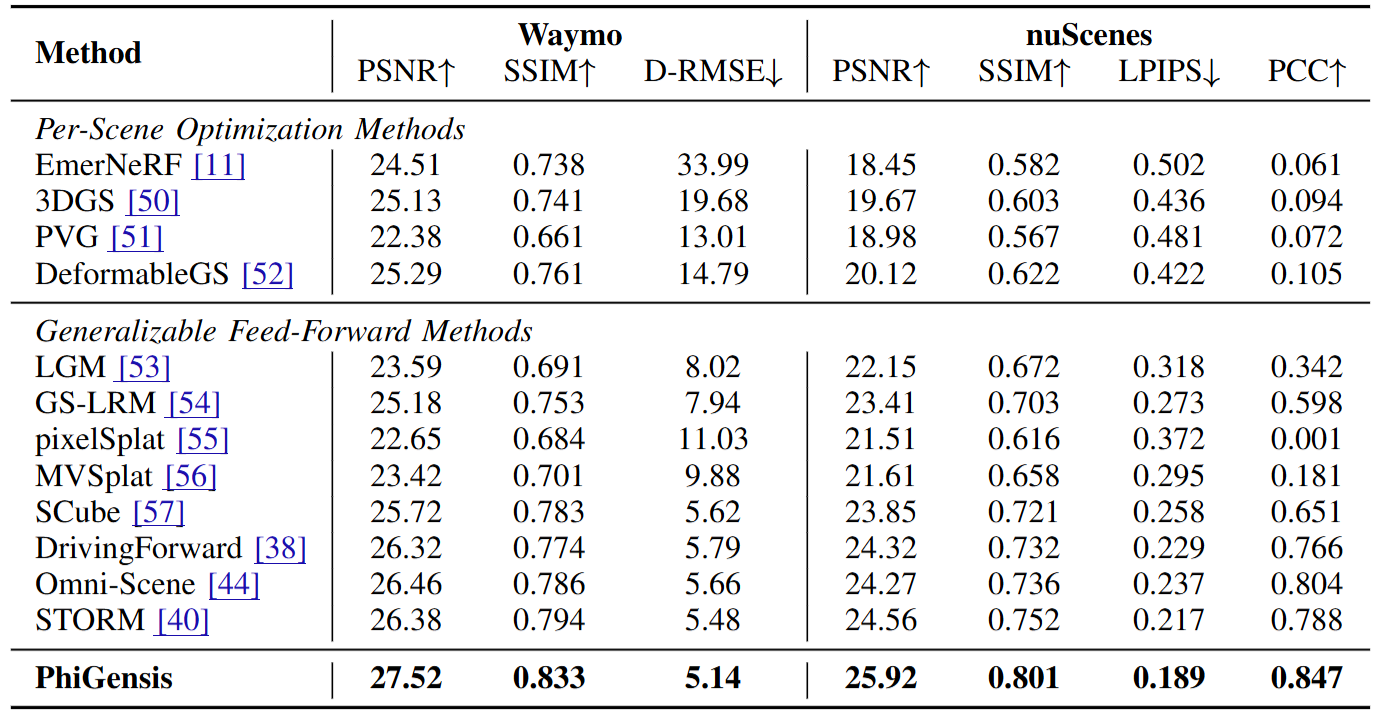 Method Waymo nuScenes
PSNR↑ SSIM↑ D-RMSE↓ PSNR↑ SSIM↑ LPIPS↓ PCC↑
Per-Scene Optimization Methods
EmerNeRF [11] 24.51 0.738 33.99 18.45 0.582 0.502 0.061
3DGS [50] 25.13 0.741 19.68 19.67 0.603 0.436 0.094
PVG [51] 22.38 0.661 13.01 18.98 0.567 0.481 0.072
DeformableGS [52] 25.29 0.761 14.79 20.12 0.622 0.422 0.105
Generalizable Feed-Forward Methods
LGM [53] 23.59 0.691 8.02 22.15 0.672 0.318 0.342
GS-LRM [54] 25.18 0.753 7.94 23.41 0.703 0.273 0.598
pixelSplat [55] 22.65 0.684 11.03 21.51 0.616 0.372 0.001
MVSplat [56] 23.42 0.701 9.88 21.61 0.658 0.295 0.181
SCube [57] 25.72 0.783 5.62 23.85 0.721 0.258 0.651
DrivingForward [38] 26.32 0.774 5.79 24.32 0.732 0.229 0.766
Omni-Scene [44] 26.46 0.786 5.66 24.27 0.736 0.237 0.804
STORM [40] 26.38 0.794 5.48 24.56 0.752 0.217 0.788
PhiGensis 27.52 0.833 5.14 25.92 0.801 0.189 0.847